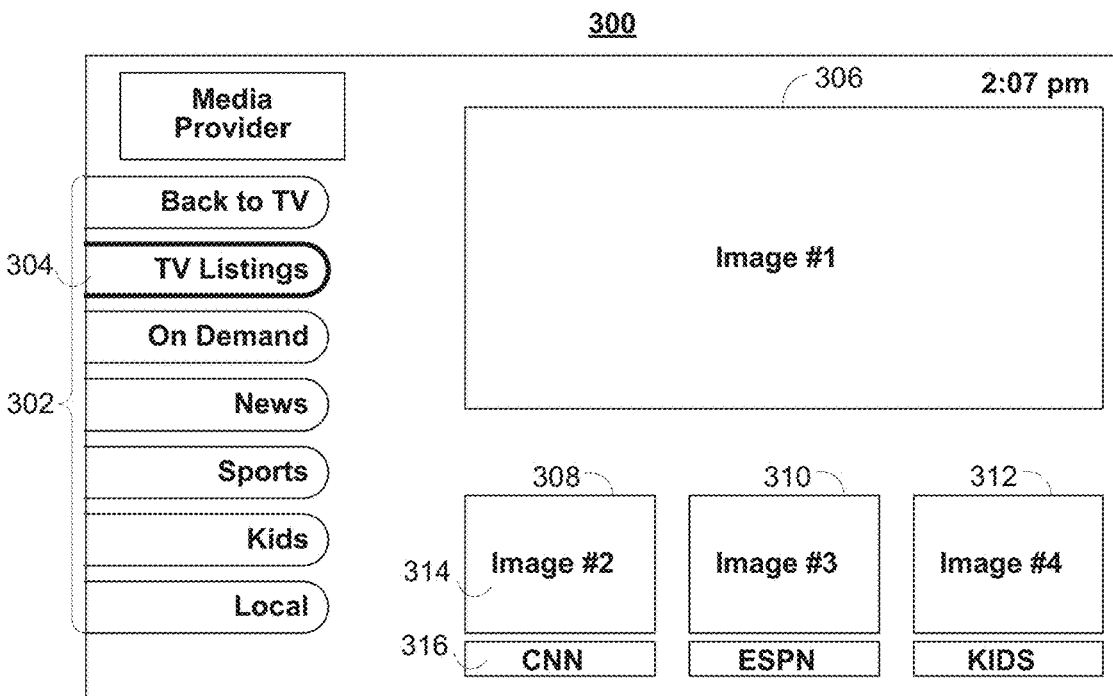 300
306
2:07 pm
Media
Provider
Back to TV
304
TV Listings
Image #1
On Demand
302
News
Sports
308
310
312
Kids
314
Image #2
Image #3
Image #4
Local
316
CNN
ESPN
KIDS